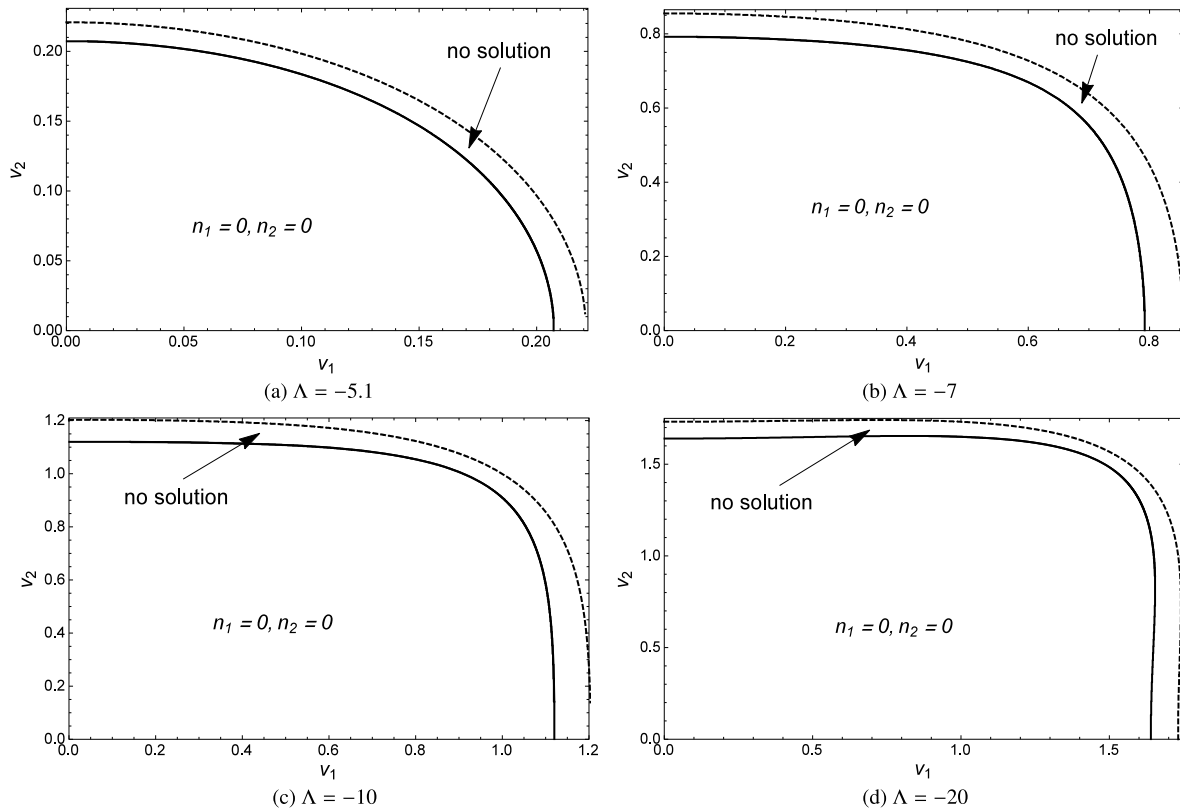 no solution
n1 = 0, n2 = 0
v2
0.20
0.15
0.10
0.05
0.00
0.00 0.05 0.10 0.15 0.20
v1
(a) Λ = −5.1
no solution
n1 = 0, n2 = 0
v2
0.8
0.6
0.4
0.2
0.0
0.0 0.2 0.4 0.6 0.8
v1
(b) Λ = −7
no solution
n1 = 0, n2 = 0
v2
1.2
1.0
0.8
0.6
0.4
0.2
0.0
0.0 0.2 0.4 0.6 0.8 1.0 1.2
v1
(c) Λ = −10
no solution
n1 = 0, n2 = 0
v2
1.5
1.0
0.5
0.0
0.0 0.5 1.0 1.5
v1
(d) Λ = −20